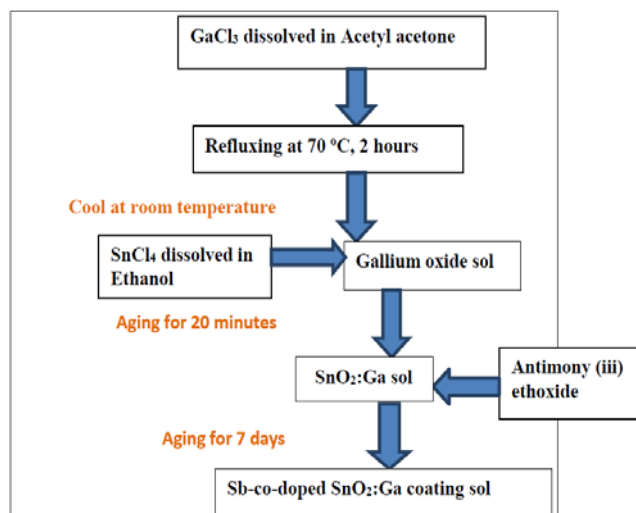 GaCl₃ dissolved in Acetyl acetone
Refluxing at 70 ºC, 2 hours
Cool at room temperature
SnCl₄ dissolved in
Ethanol
Gallium oxide sol
Aging for 20 minutes
SnO₂:Ga sol
Antimony (iii)
ethoxide
Aging for 7 days
Sb-co-doped SnO₂:Ga coating sol